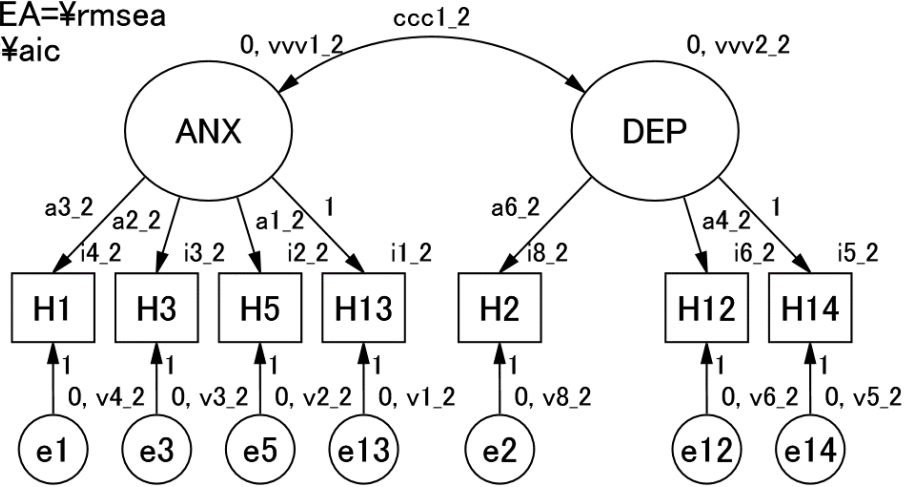 EA=¥rmsea
¥aic
ccc1_2
0, vvv1_2
0, vvv2_2
ANX
DEP
a3_2
a2_2
a1_2
1
a6_2
a4_2
1
i4_2
i3_2
i2_2
i1_2
i8_2
i6_2
i5_2
H1
H3
H5
H13
H2
H12
H14
1
1
1
1
1
1
1
0, v4_2
0, v3_2
0, v2_2
0, v1_2
0, v8_2
0, v6_2
0, v5_2
e1
e3
e5
e13
e2
e12
e14